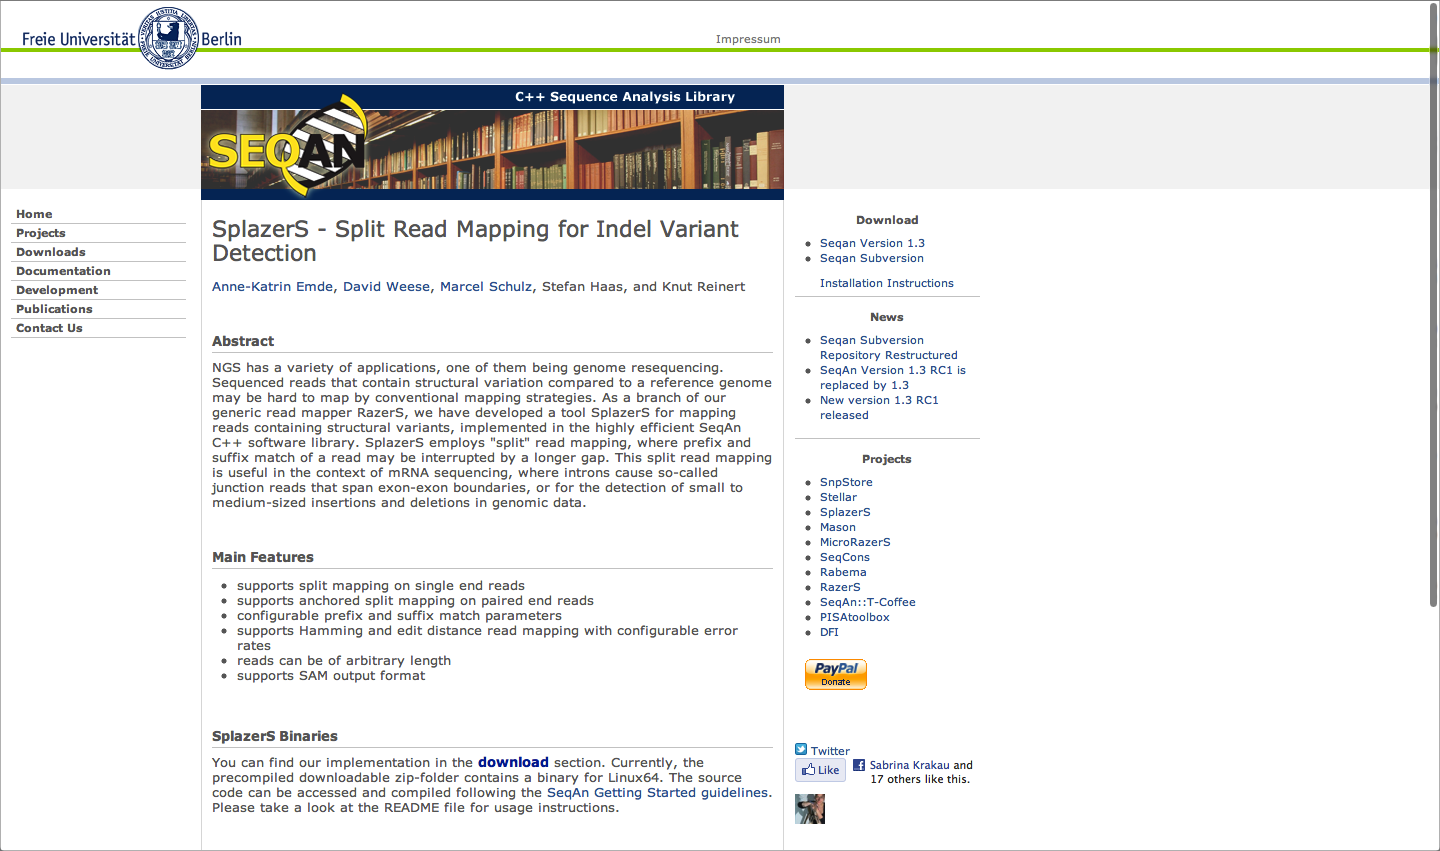 Freie Universität Berlin
Impressum
C++ Sequence Analysis Library
SEQAN
Home
Projects
Downloads
Documentation
Development
Publications
Contact Us
SplazerS - Split Read Mapping for Indel Variant
Detection
Anne-Katrin Emde, David Weese, Marcel Schulz, Stefan Haas, and Knut Reinert
Abstract
NGS has a variety of applications, one of them being genome resequencing.
Sequenced reads that contain structural variation compared to a reference genome
may be hard to map by conventional mapping strategies. As a branch of our
generic read mapper RazerS, we have developed a tool SplazerS for mapping
reads containing structural variants, implemented in the highly efficient SeqAn
C++ software library. SplazerS employs "split" read mapping, where prefix and
suffix match of a read may be interrupted by a longer gap. This split read mapping
is useful in the context of mRNA sequencing, where introns cause so-called
junction reads that span exon-exon boundaries, or for the detection of small to
medium-sized insertions and deletions in genomic data.
Main Features
supports split mapping on single end reads
supports anchored split mapping on paired end reads
configurable prefix and suffix match parameters
supports Hamming and edit distance read mapping with configurable error
rates
reads can be of arbitrary length
supports SAM output format
SplazerS Binaries
You can find our implementation in the download section. Currently, the
precompiled downloadable zip-folder contains a binary for Linux64. The source
code can be accessed and compiled following the SeqAn Getting Started guidelines.
Please take a look at the README file for usage instructions.
Download
Seqan Version 1.3
Seqan Subversion
Installation Instructions
News
Seqan Subversion
Repository Restructured
SeqAn Version 1.3 RC1 is
replaced by 1.3
New version 1.3 RC1
released
Projects
SnpStore
Stellar
SplazerS
Mason
MicroRazerS
SeqCons
Rabema
RazerS
SeqAn::T-Coffee
PISAtoolbox
DFI
PayPal
Donate
Twitter
Like
Sabrina Krakau and
17 others like this.